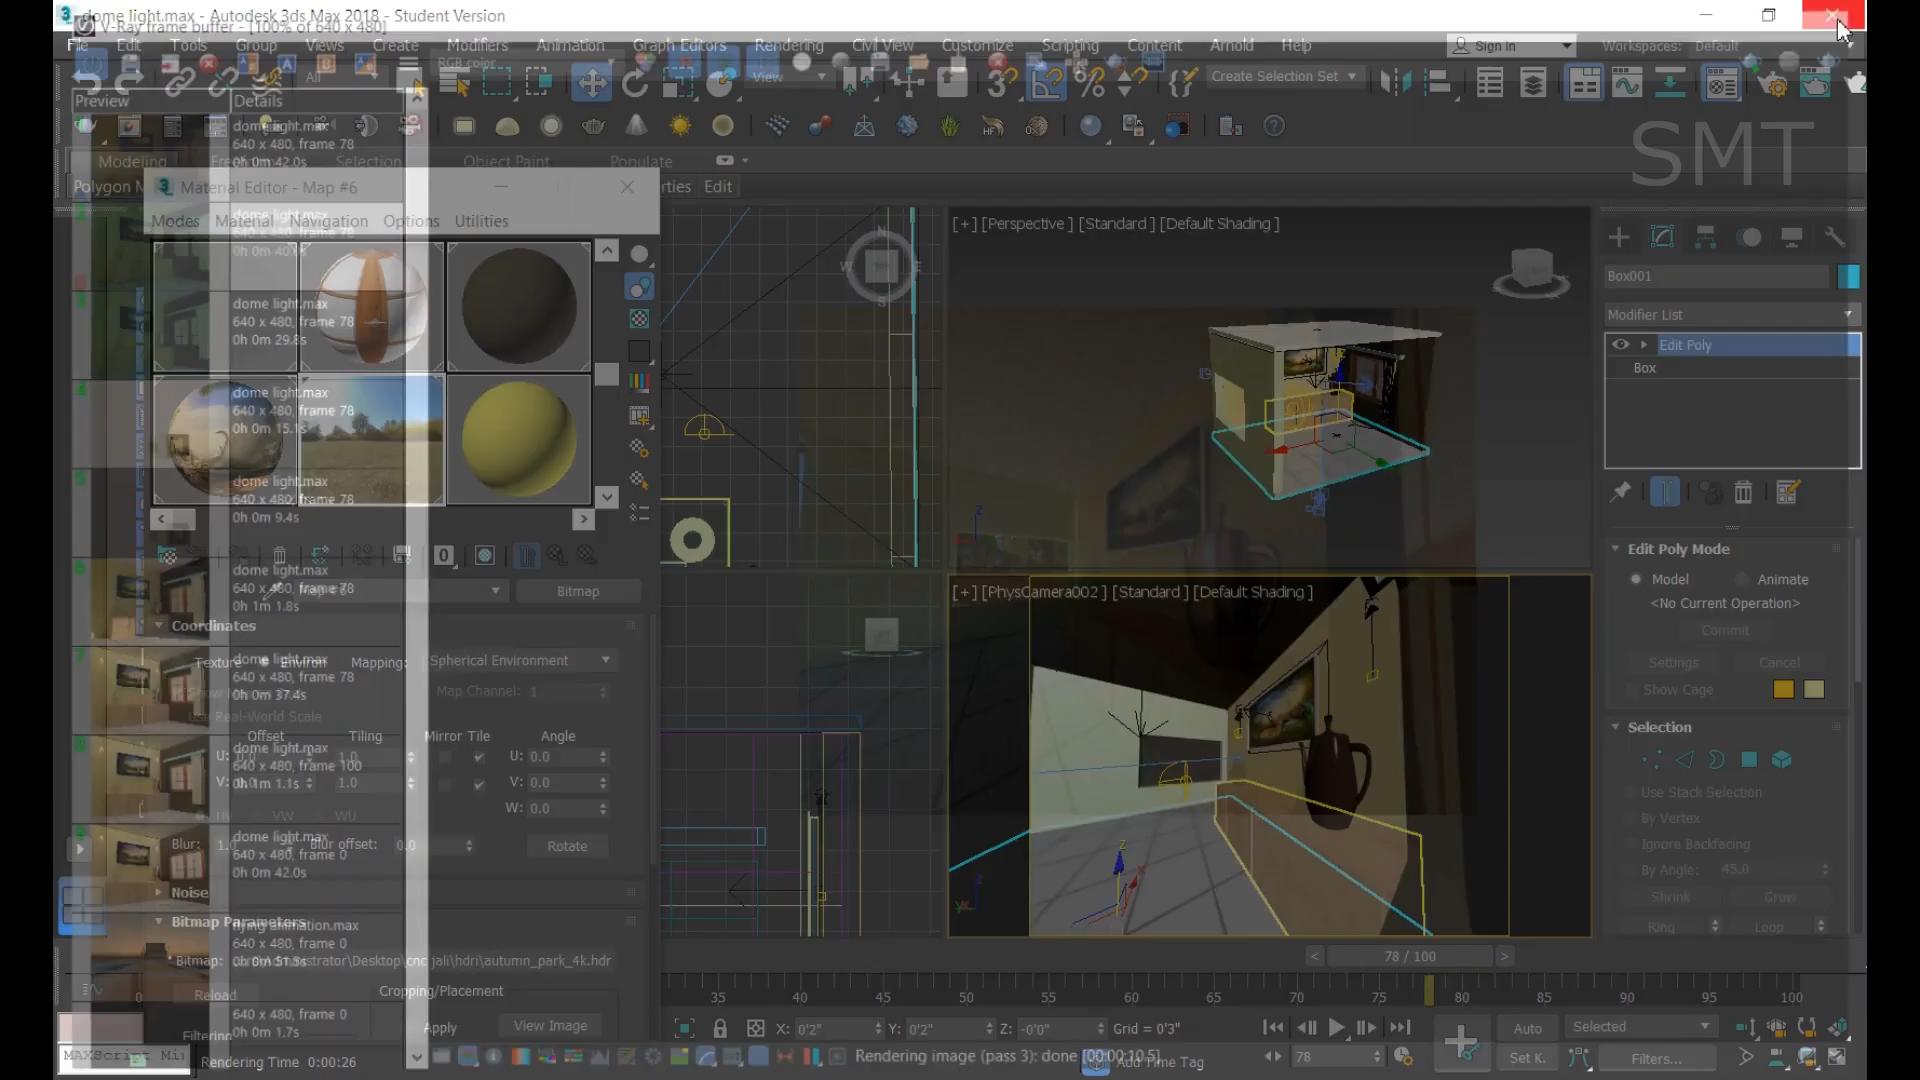 dome light.max - Autodesk 3ds Max 2018 - Student Version
V-Ray frame buffer - [100% of 640 x 480]
File Edit Tools Group Views Create Modifiers Animation Graph Editors Rendering Civil View Customize Scripting Content Arnold Help
Sign In Workspaces: Default
RGB color
All View Create Selection Set
Preview Details
SMT
Modeling Selection Object Paint Populate
Edit
Material Editor - Map #6
Modes Material Navigation Options Utilities
dome light.max
640 x 480, frame 78
0h 0m 42.0s
dome light.max
640 x 480, frame 78
dome light.max
640 x 480, frame 78
0h 0m 29.8s
dome light.max
640 x 480, frame 78
0h 0m 15.1s
dome light.max
640 x 480, frame 78
0h 0m 9.4s
dome light.max
640 x 480, frame 78
0h 1m 1.8s
dome light.max
640 x 480, frame 78
0h 0m 37.4s
dome light.max
640 x 480, frame 100
0h 1m 1.1s
dome light.max
640 x 480, frame 0
0h 0m 42.0s
flying animation.max
640 x 480, frame 0
640 x 480, frame 0
0h 0m 1.7s
Bitmap
Coordinates
Texture Environ Mapping: Spherical Environment
Map Channel: 1
Use Real-World Scale
Offset Tiling Mirror Tile Angle
U: 1.0 U: 0.0
V: 1.0 V: 0.0
W: 0.0
UV VW WU
Blur: 1.0 Blur offset: 0.0 Rotate
Noise
Bitmap Parameters
Bitmap: \Desktop\cnc jali\hdri\autumn_park_4k.hdr
Reload Cropping/Placement
Apply View Image
Filtering
MAXScript Mi: Rendering Time 0:00:26
[+] [Perspective ] [Standard ] [Default Shading ]
[+] [PhysCamera002 ] [Standard ] [Default Shading ]
N
W
S
Box001
Modifier List
Edit Poly
Box
Edit Poly Mode
Model Animate
<No Current Operation>
Commit
Settings Cancel
Show Cage
Selection
Use Stack Selection
By Vertex
Ignore Backfacing
By Angle: 45.0
Shrink Grow
Ring Loop
< 78 / 100 >
0 35 40 45 50 55 60 65 70 75 80 85 90 95 100
X: 0'2" Y: 0'2" Z: -0'0" Grid = 0'3"
Auto Selected
Rendering image (pass 3): done [00:00:10.5]
Add Time Tag
78
Set K. Filters...